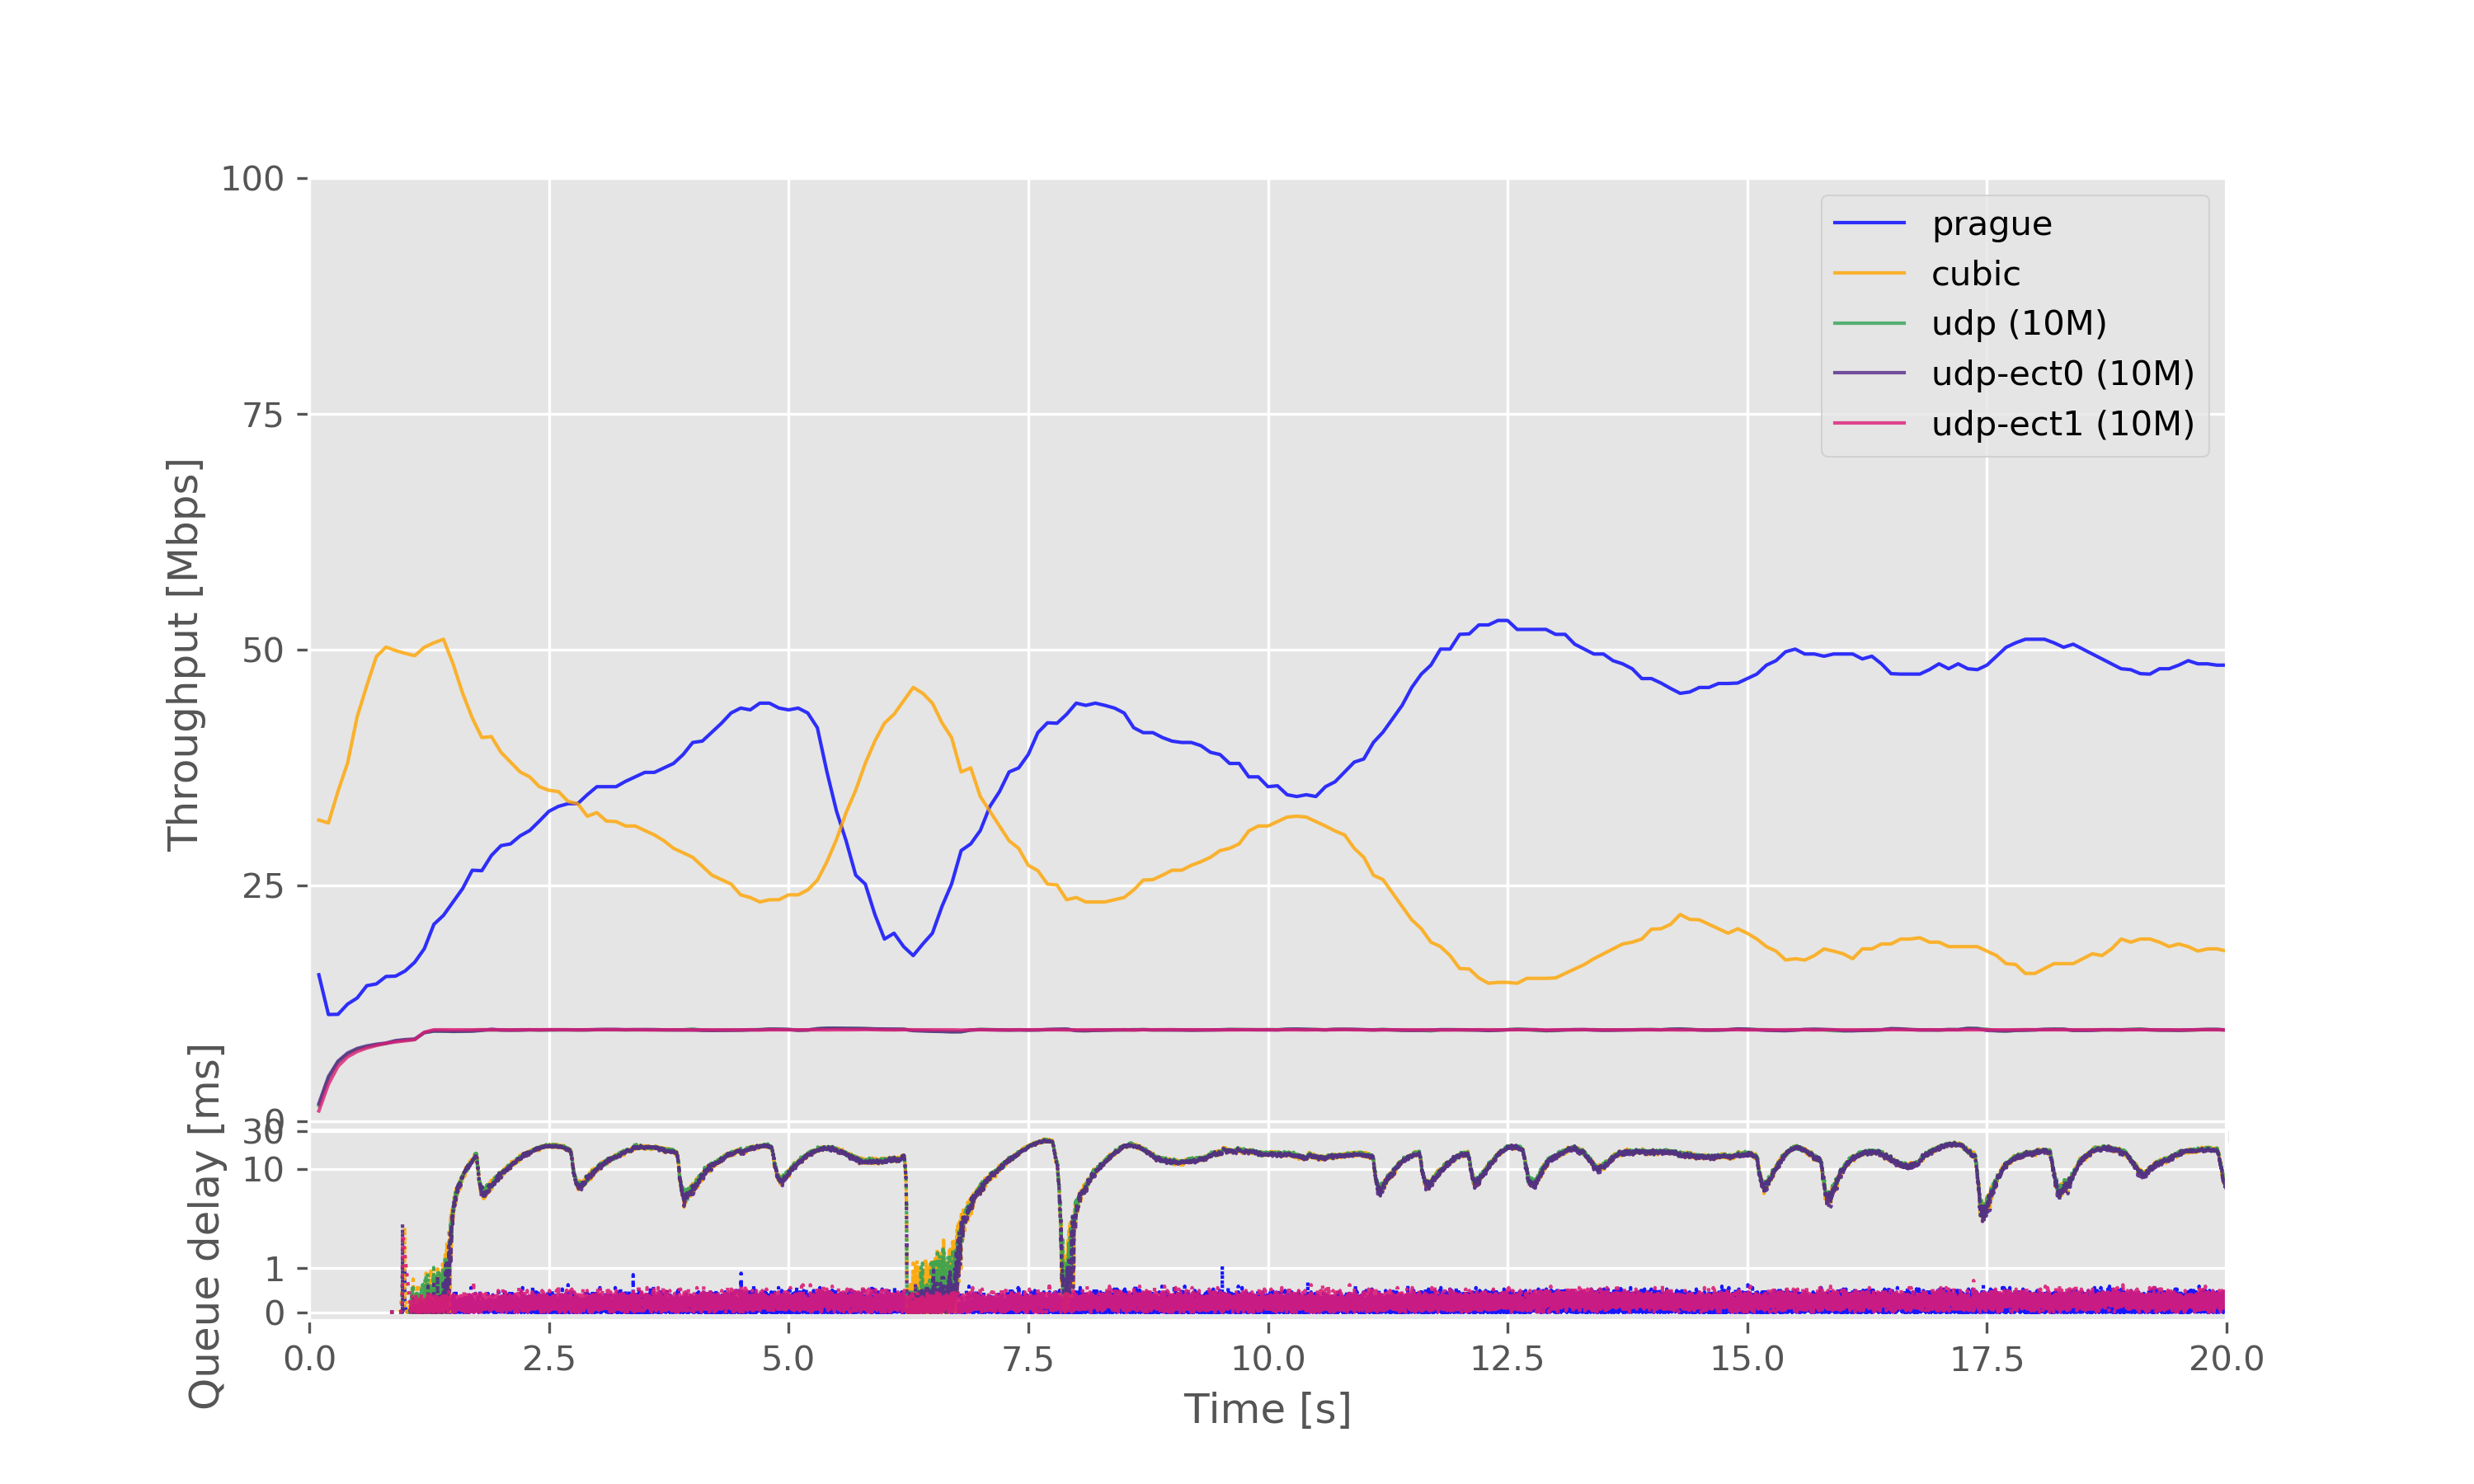 100
75
50
25
0
Throughput [Mbps]
prague
cubic
udp (10M)
udp-ect0 (10M)
udp-ect1 (10M)
30
10
1
0
Queue delay [ms]
0.0 2.5 5.0 7.5 10.0 12.5 15.0 17.5 20.0
Time [s]